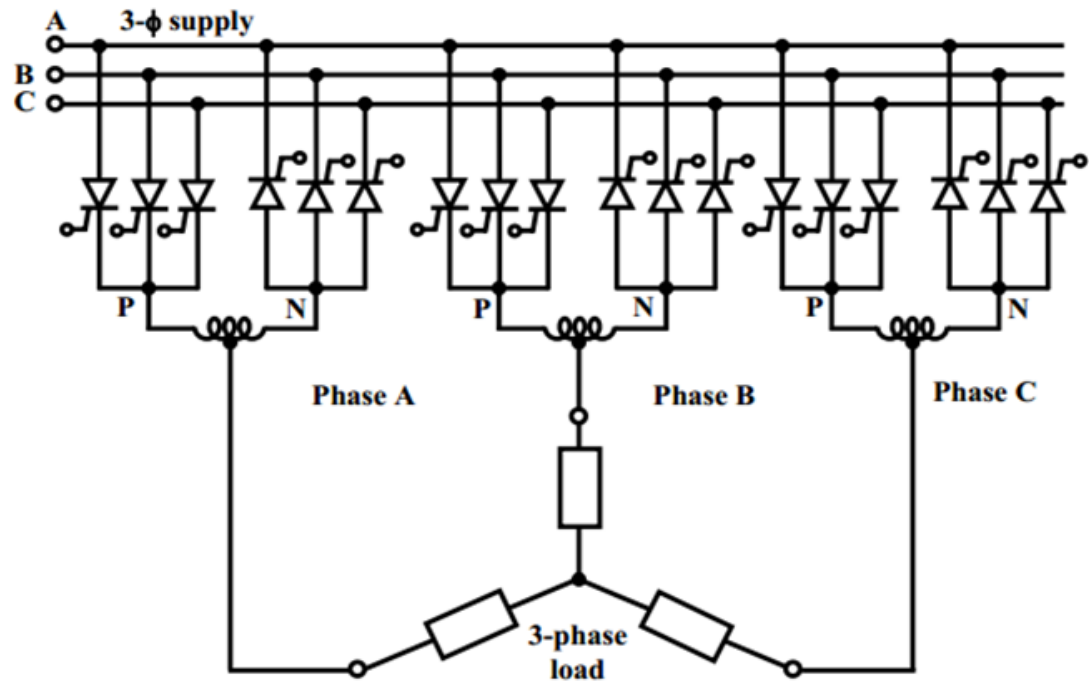 A 3-ϕ supply
B
C
P N P N P N
Phase A Phase B Phase C
3-phase
load